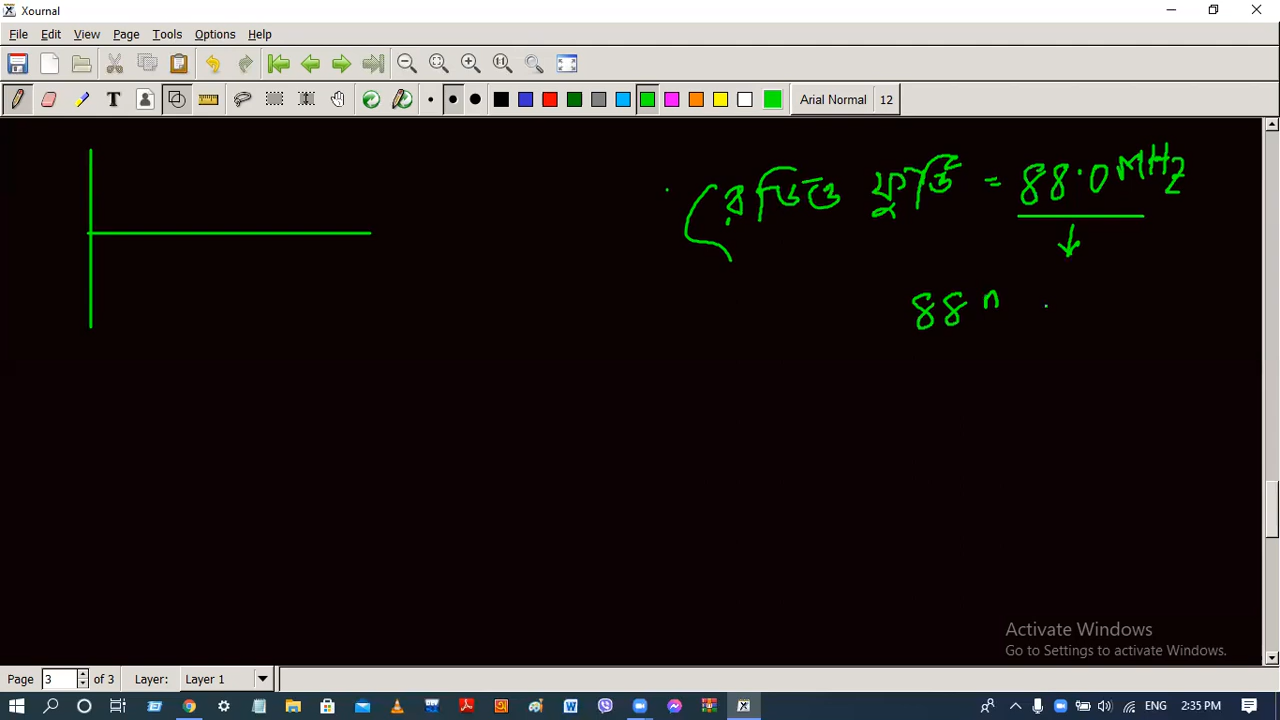 Xournal
File Edit View Page Tools Options Help
Arial Normal 12
রেডিও ফুর্তি = 88.0 MHz
88
Activate Windows
Go to Settings to activate Windows.
Page 3 of 3 Layer: Layer 1
ENG 2:35 PM